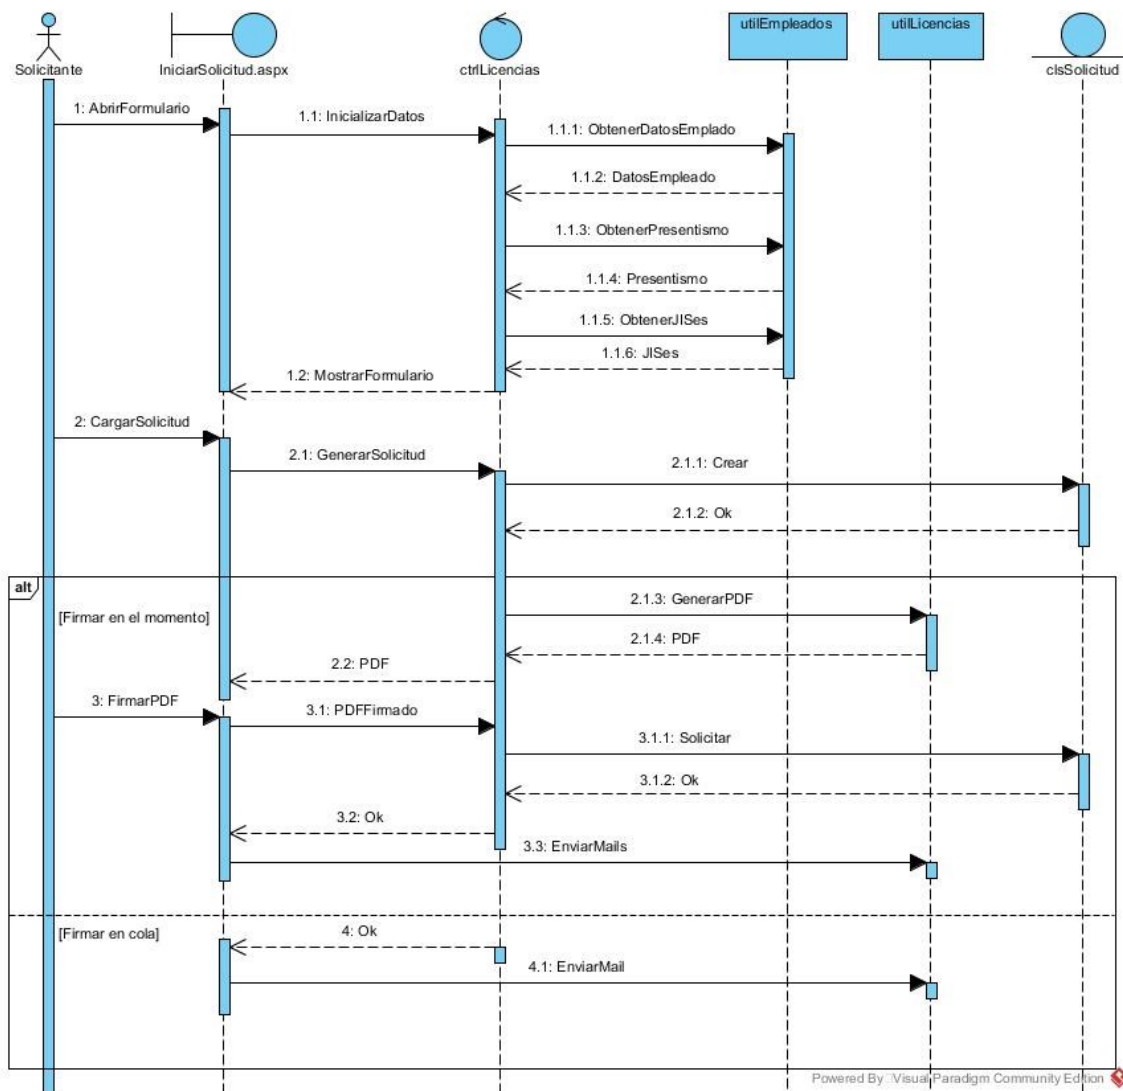 utilEmpleados
utilLicencias
Solicitante
IniciarSolicitud.aspx
ctrlLicencias
clsSolicitud
1: AbrirFormulario
1.1: InicializarDatos
1.1.1: ObtenerDatosEmplado
1.1.2: DatosEmpleado
1.1.3: ObtenerPresentismo
1.1.4: Presentismo
1.1.5: ObtenerJISes
1.1.6: JISes
1.2: MostrarFormulario
2: CargarSolicitud
2.1: GenerarSolicitud
2.1.1: Crear
2.1.2: Ok
alt
[Firmar en el momento]
2.1.3: GenerarPDF
2.1.4: PDF
2.2: PDF
3: FirmarPDF
3.1: PDFFirmado
3.1.1: Solicitar
3.1.2: Ok
3.2: Ok
3.3: EnviarMails
[Firmar en cola]
4: Ok
4.1: EnviarMail
Powered By Visual Paradigm Community Edition